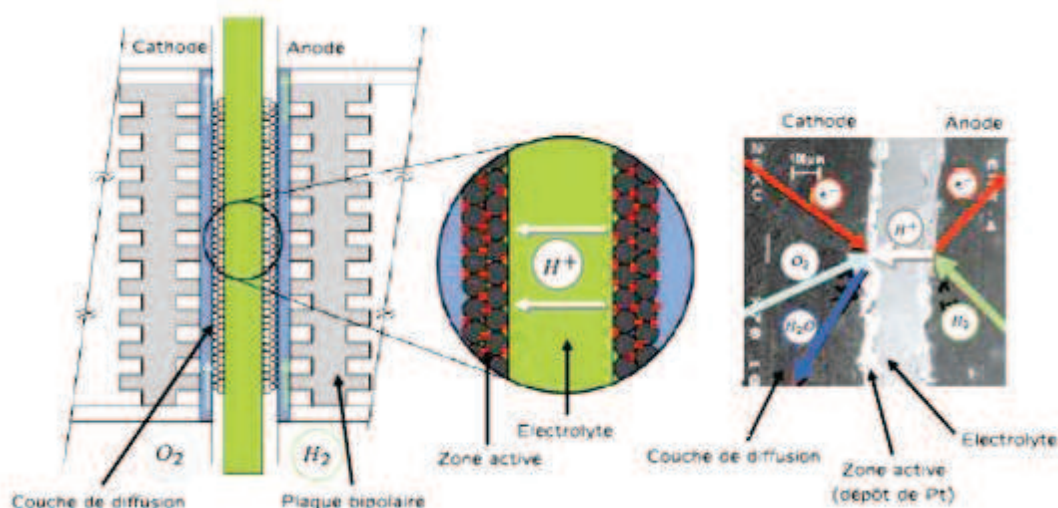 Cathode
Anode
O2
H2
Couche de diffusion
Plaque bipolaire
H+
Electrolyte
Zone active
Cathode
Anode
e-
e-
H+
O2
H2O
H2
Couche de diffusion
Electrolyte
Zone active
(dépôt de Pt)